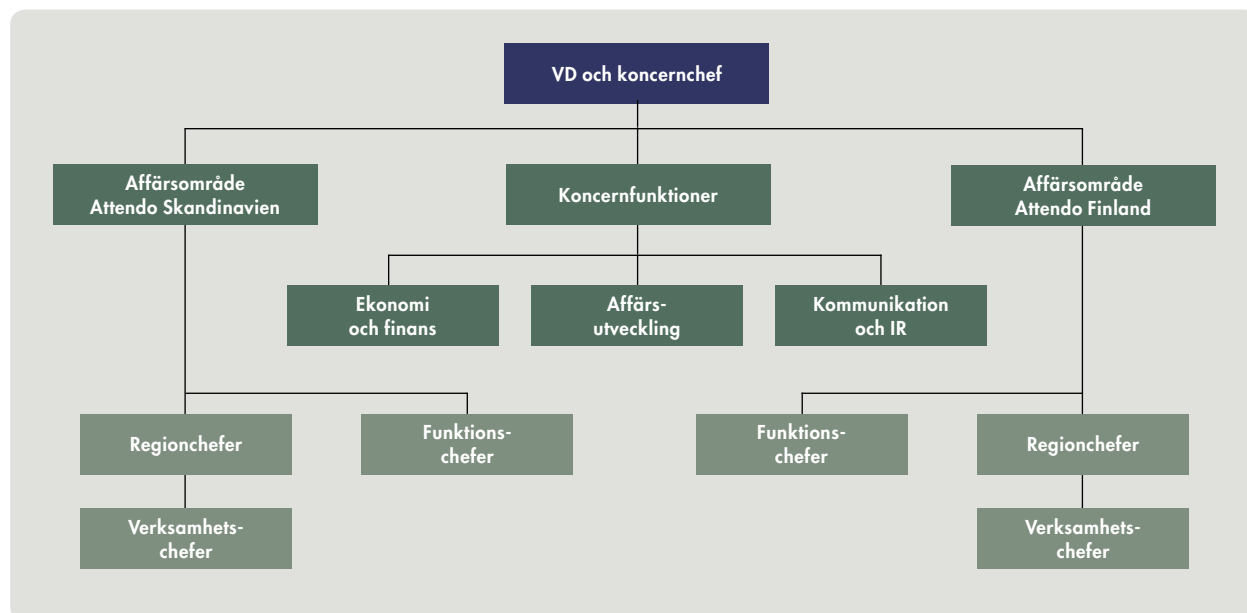 VD och koncernchef
Affärsområde
Attendo Skandinavien
Koncernfunktioner
Affärsområde
Attendo Finland
Ekonomi
och finans
Affärs-
utveckling
Kommunikation
och IR
Regionchefer
Funktions-
chefer
Funktions-
chefer
Regionchefer
Verksamhets-
chefer
Verksamhets-
chefer